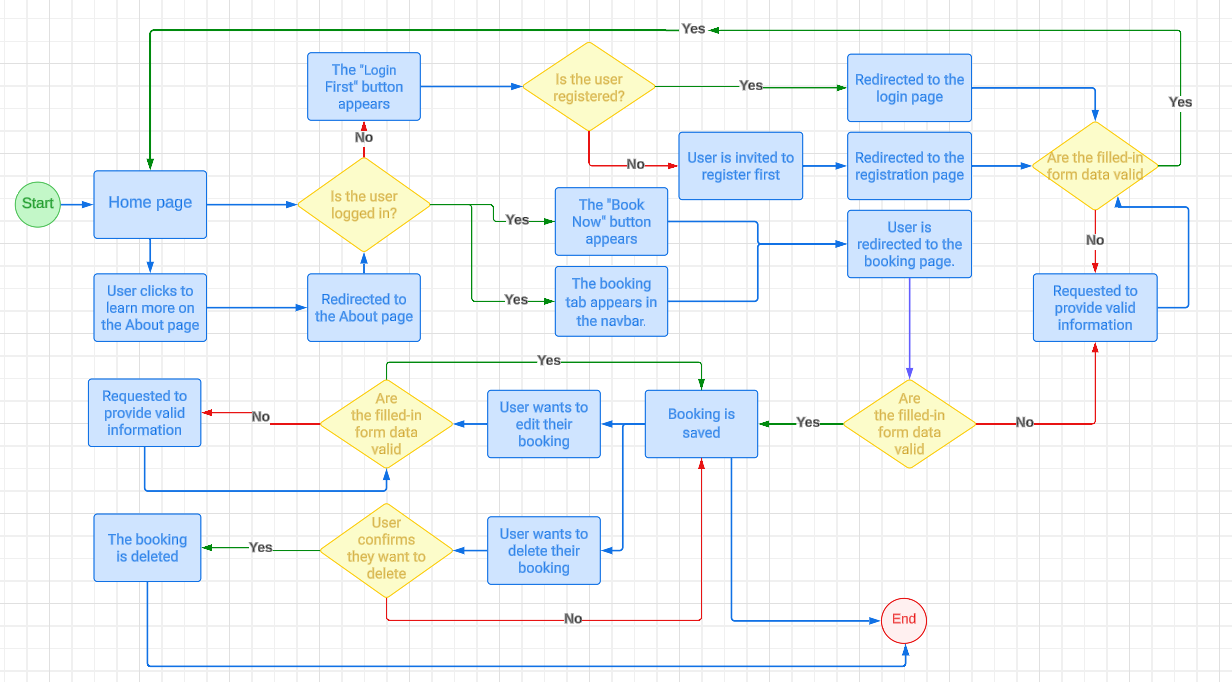 Yes
The "Login
First" button
appears
Is the user
registered?
Yes
Redirected to the
login page
Yes
No
No
User is invited to
register first
Redirected to the
registration page
Are the filled-in
form data valid
Start
Home page
Is the user
logged in?
Yes
The "Book
Now" button
appears
User is
redirected to the
booking page.
No
User clicks to
learn more on
the About page
Redirected to
the About page
Yes
The booking
tab appears in
the navbar.
Requested to
provide valid
information
Yes
Requested to
provide valid
information
No
Are
the filled-in
form data
valid
User wants to
edit their
booking
Booking is
saved
Yes
Are
the filled-in
form data
valid
No
The booking
is deleted
Yes
User
confirms
they want to
delete
User wants to
delete their
booking
No
End